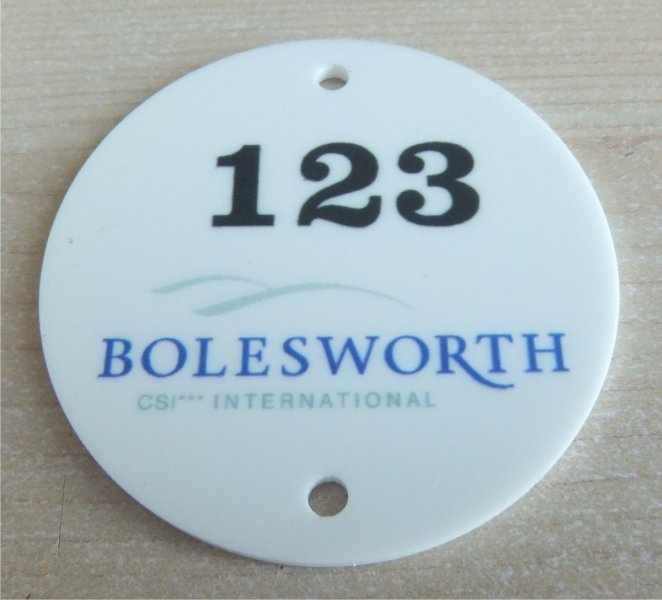 123
BOLESWORTH
CSI*** INTERNATIONAL